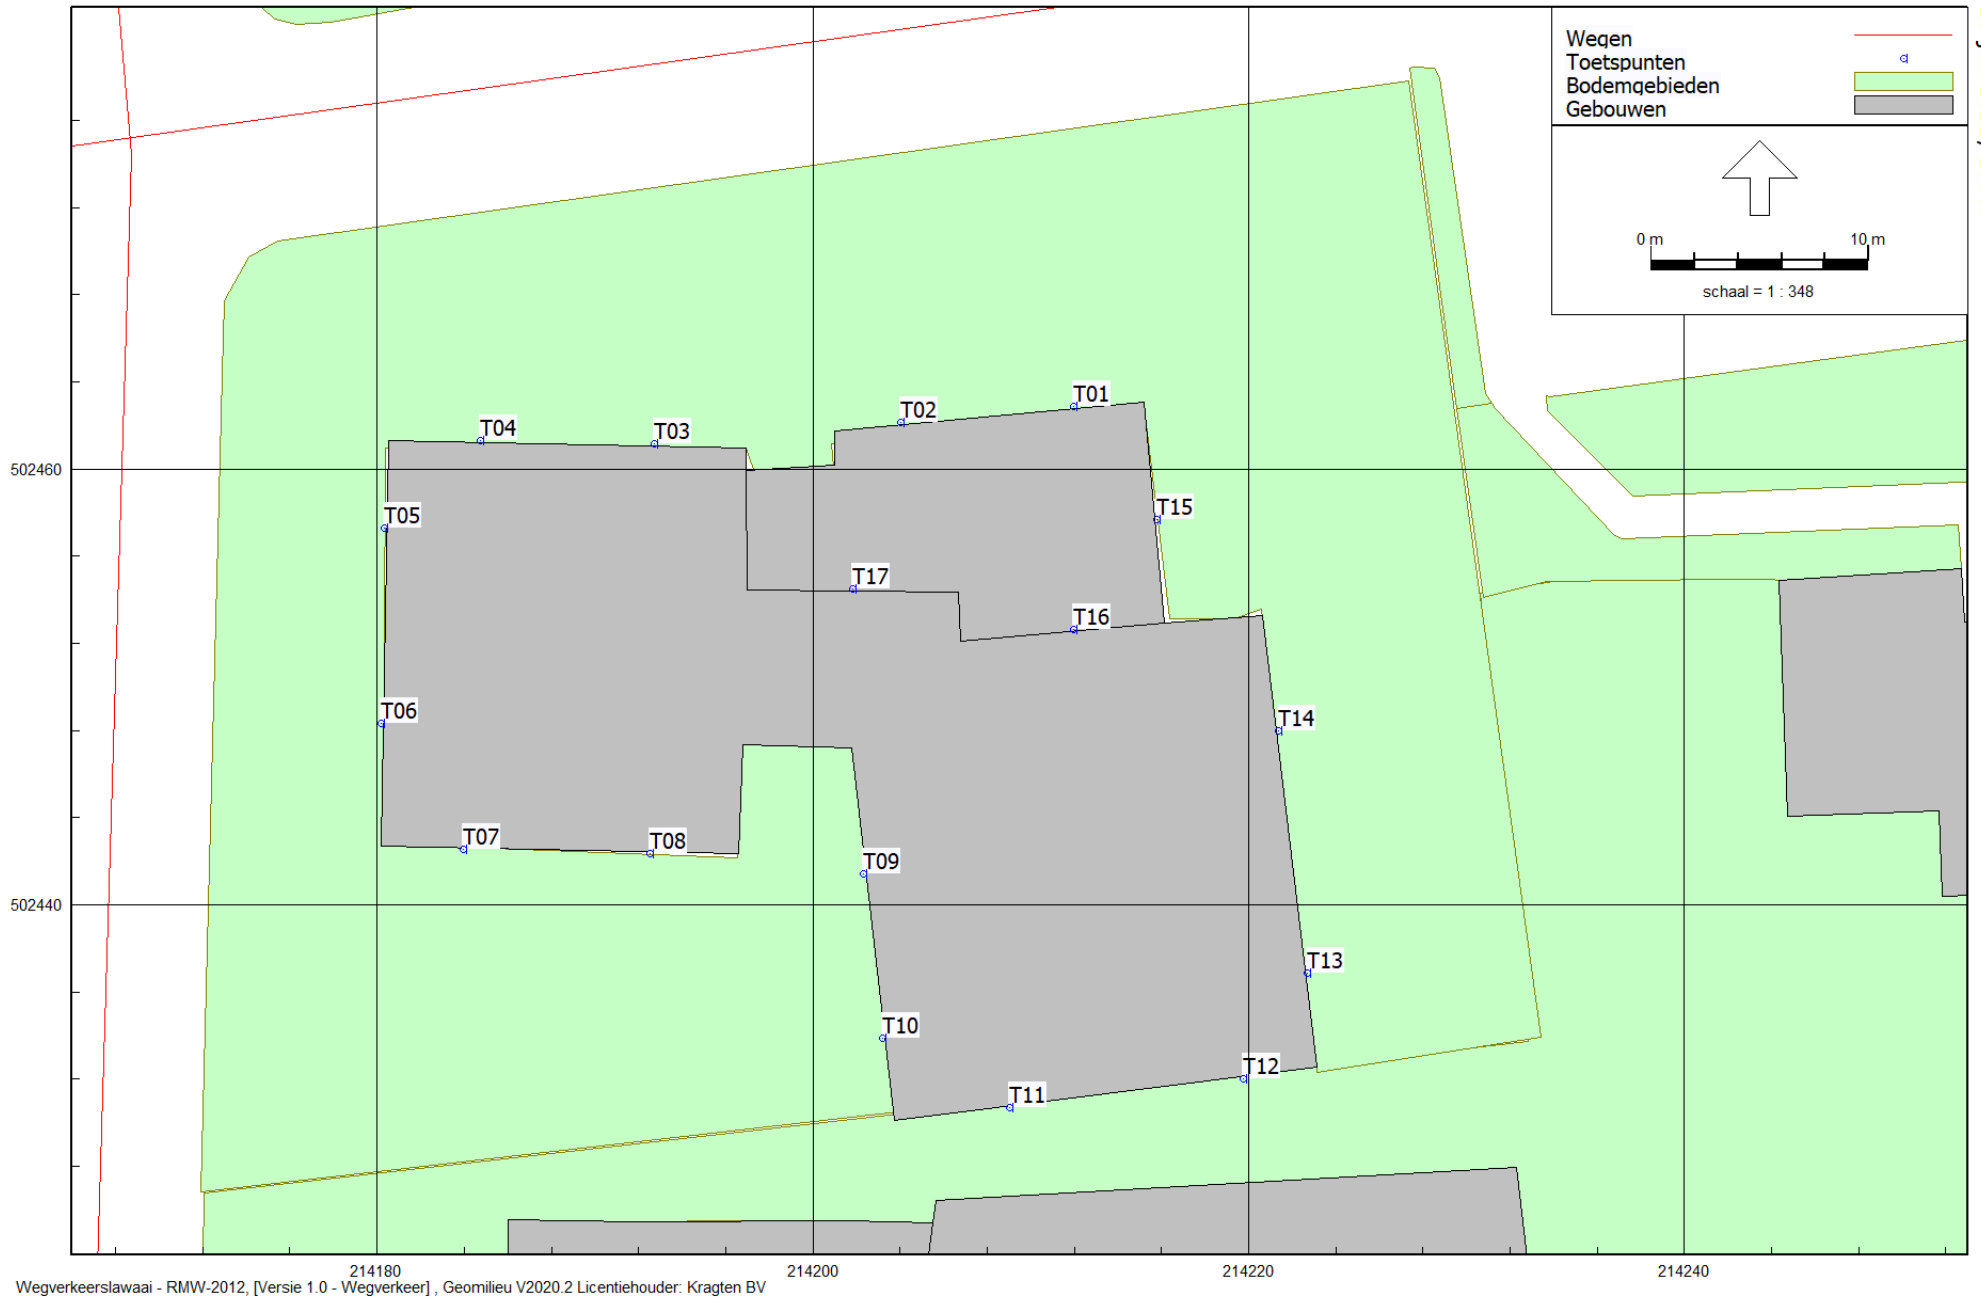 Wegen
Toetspunten
Bodemgebieden
Gebouwen
0 m 10 m
schaal = 1 : 348
T01
T02
T04
T03
502460
T15
T05
T17
T16
T06
T14
T07
T08
T09
502440
T13
T10
T12
T11
214180 214200 214220 214240
Wegverkeerslawaai - RMW-2012, [Versie 1.0 - Wegverkeer] , Geomilieu V2020.2 Licentiehouder: Kragten BV